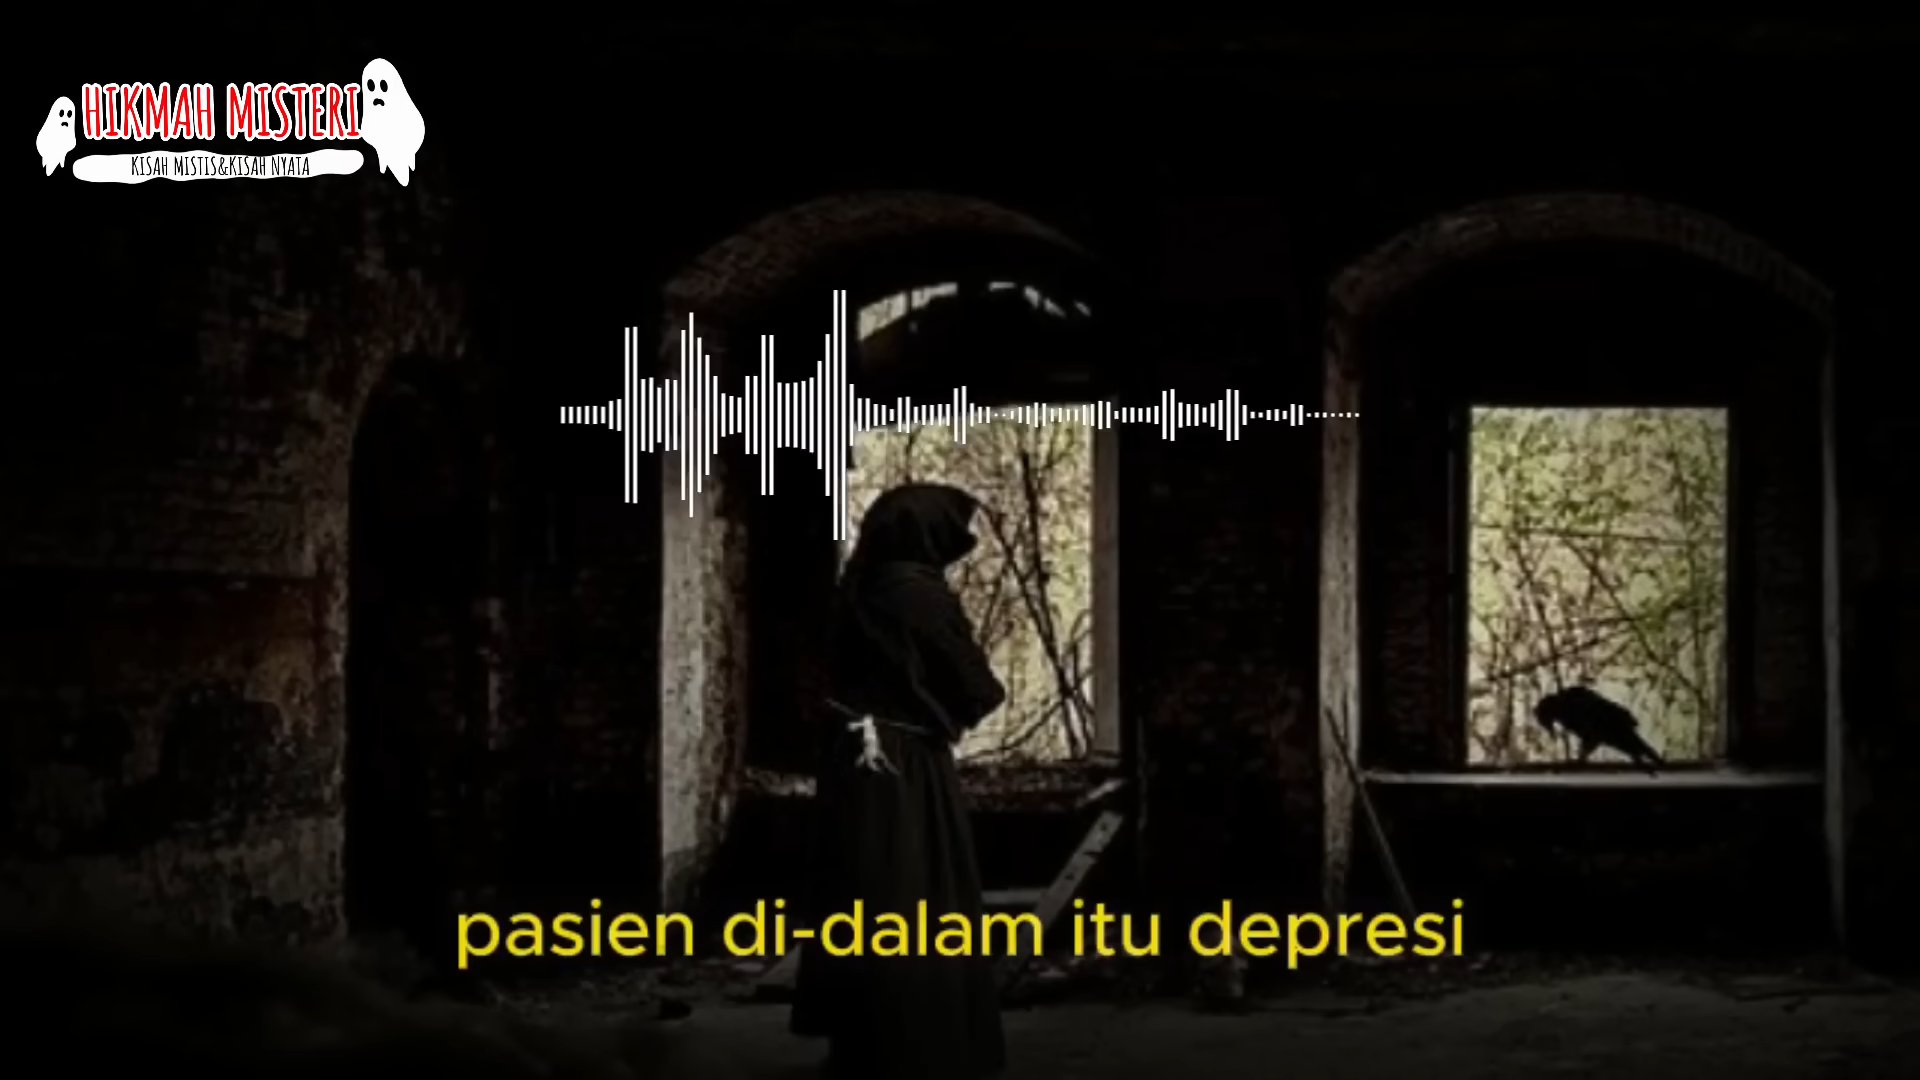 HIKMAH MISTERI
KISAH MISTIS&KISAH NYATA
pasien di-dalam itu depresi